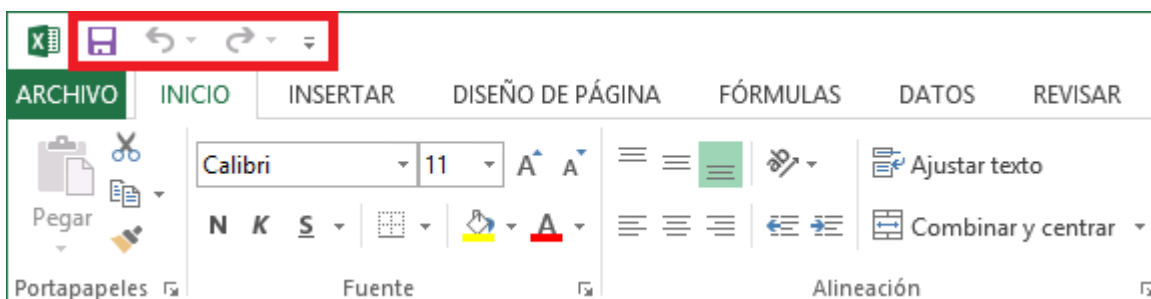 ARCHIVO INICIO INSERTAR DISEÑO DE PÁGINA FÓRMULAS DATOS REVISAR
Calibri 11 A A Ajustar texto
Pegar N K S A Combinar y centrar
Portapapeles Fuente Alineación